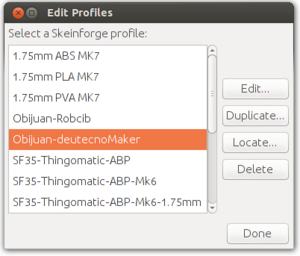 Edit Profiles
Select a Skeinforge profile:
1.75mm ABS MK7
1.75mm PLA MK7
1.75mm PVA MK7
Obijuan-Robcib
Obijuan-deutecnoMaker
SF35-Thingomatic-ABP
SF35-Thingomatic-ABP-Mk6
SF35-Thingomatic-ABP-Mk6-1.75mm
Edit...
Duplicate...
Locate...
Delete
Done